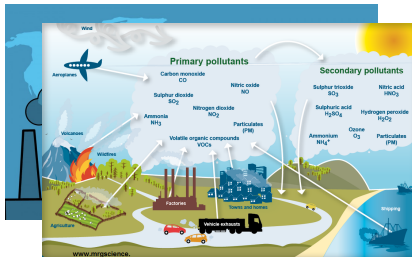 Wind
Primary pollutants
Secondary pollutants
Aeroplanes
Carbon monoxide
CO
Nitric oxide
NO
Sulphur dioxide
SO2
Nitrogen dioxide
NO2
Ammonia
NH3
Particulates
(PM)
Volatile organic compounds
VOCs
Sulphur trioxide
SO3
Nitric acid
HNO3
Sulphuric acid
H2SO4
Hydrogen peroxide
H2O2
Ammonium
NH4+
Ozone
O3
Particulates
(PM)
Volcanoes
Wildfires
Agriculture
Factories
Towns and homes
Vehicle exhausts
Shipping
www.mrgscience.